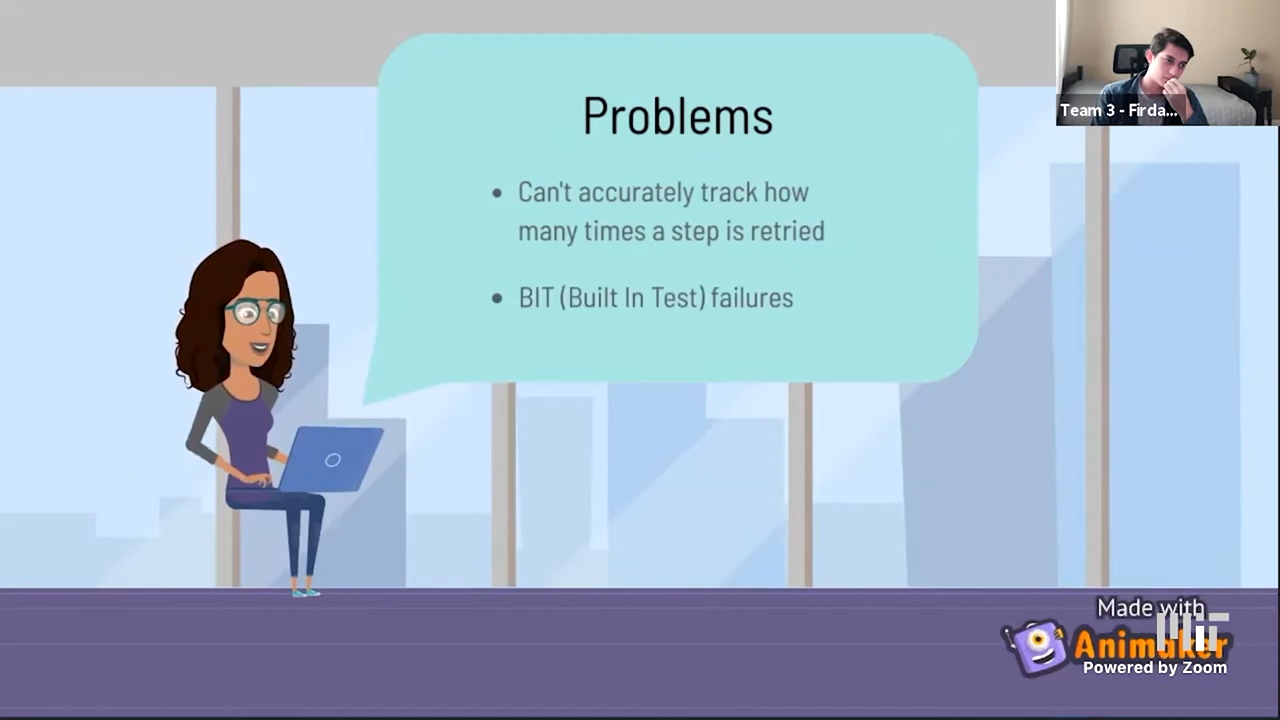 Team 3 - Firda...
Problems
• Can't accurately track how
many times a step is retried
• BIT (Built In Test) failures
Made with
MIT
Animaker
Powered by Zoom